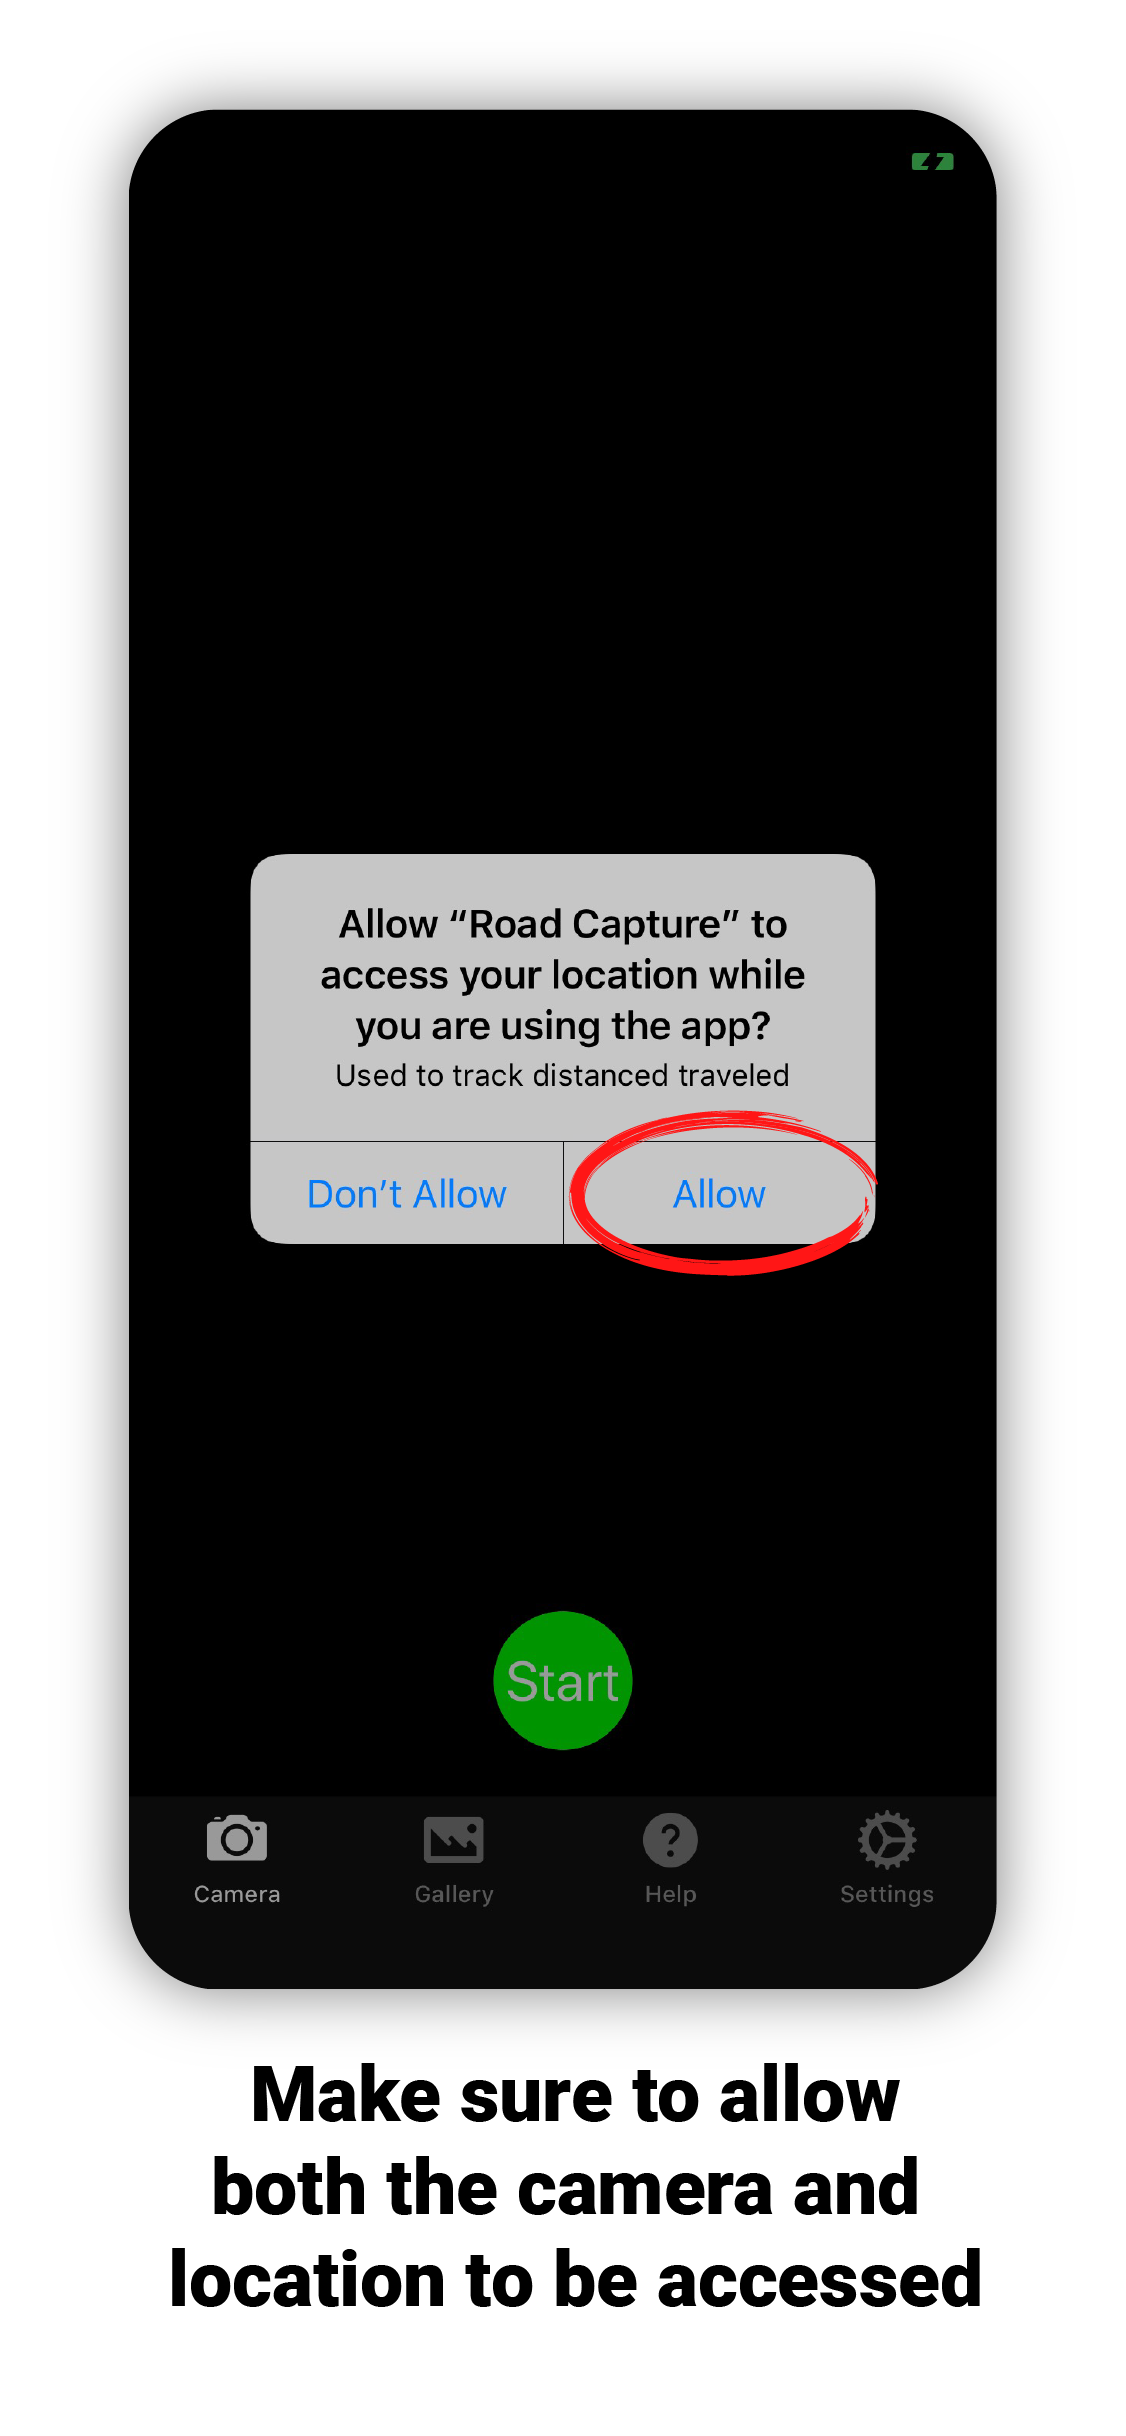 Allow “Road Capture” to
access your location while
you are using the app?
Used to track distanced traveled
Don’t Allow
Allow
Start
Camera
Gallery
Help
Settings
Make sure to allow
both the camera and
location to be accessed